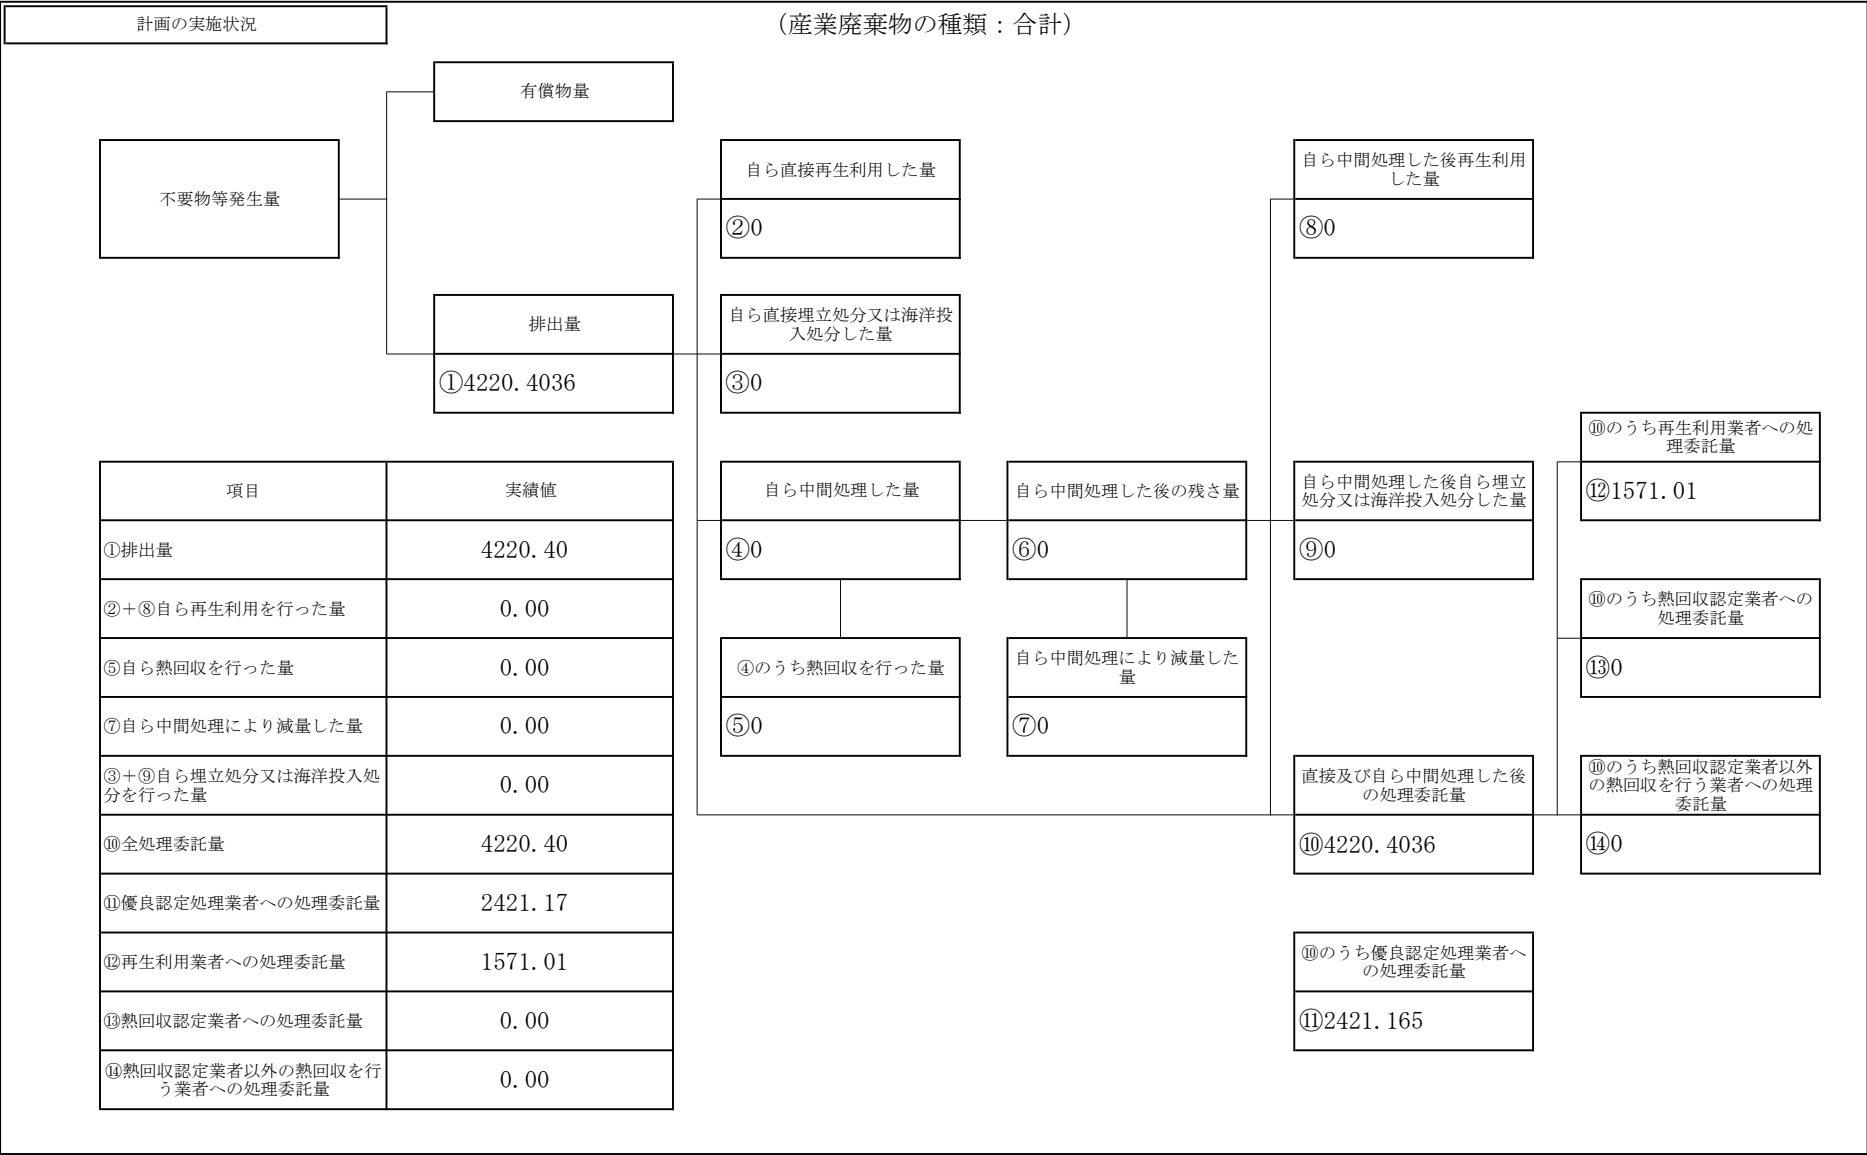 計画の実施状況
（産業廃棄物の種類：合計）
有償物量
不要物等発生量
自ら直接再生利用した量
②0
自ら中間処理した後再生利用
した量
⑧0
排出量
①4220.4036
自ら直接埋立処分又は海洋投
入処分した量
③0
⑩のうち再生利用業者への処
理委託量
⑫1571.01
自ら中間処理した量
④0
自ら中間処理した後の残さ量
⑥0
自ら中間処理した後自ら埋立
処分又は海洋投入処分した量
⑨0
⑩のうち熱回収認定業者への
処理委託量
⑬0
④のうち熱回収を行った量
⑤0
自ら中間処理により減量した
量
⑦0
直接及び自ら中間処理した後
の処理委託量
⑩4220.4036
⑩のうち熱回収認定業者以外
の熱回収を行う業者への処理
委託量
⑭0
⑩のうち優良認定処理業者へ
の処理委託量
⑪2421.165
項目 実績値
①排出量 4220.40
②＋⑧自ら再生利用を行った量 0.00
⑤自ら熱回収を行った量 0.00
⑦自ら中間処理により減量した量 0.00
③＋⑨自ら埋立処分又は海洋投入処
分を行った量 0.00
⑩全処理委託量 4220.40
⑪優良認定処理業者への処理委託量 2421.17
⑫再生利用業者への処理委託量 1571.01
⑬熱回収認定業者への処理委託量 0.00
⑭熱回収認定業者以外の熱回収を行
う業者への処理委託量 0.00